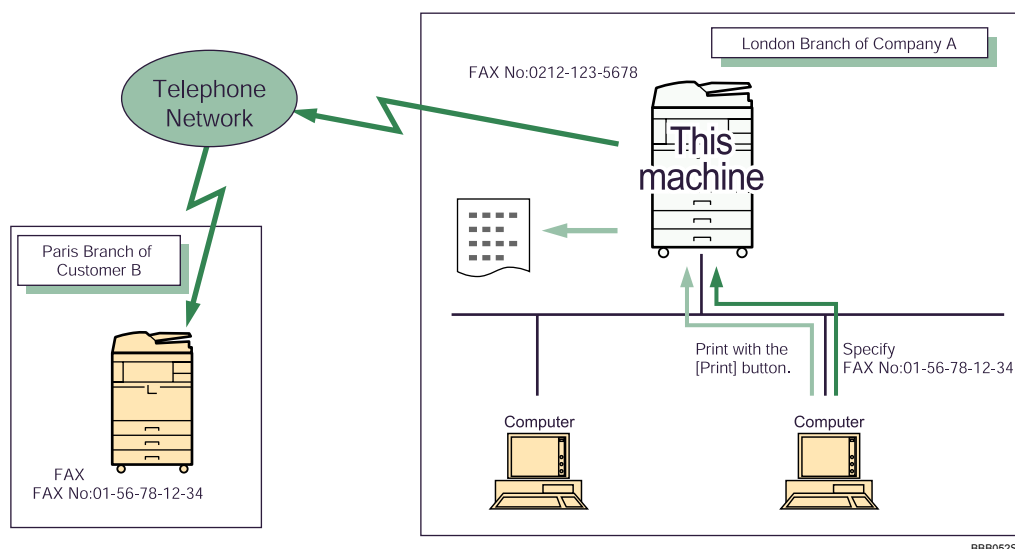 London Branch of Company A
FAX No:0212-123-5678
Telephone
Network
This
machine
Paris Branch of
Customer B
Print with the
[Print] button.
Specify
FAX No:01-56-78-12-34
Computer
Computer
FAX
FAX No:01-56-78-12-34
BBB052S